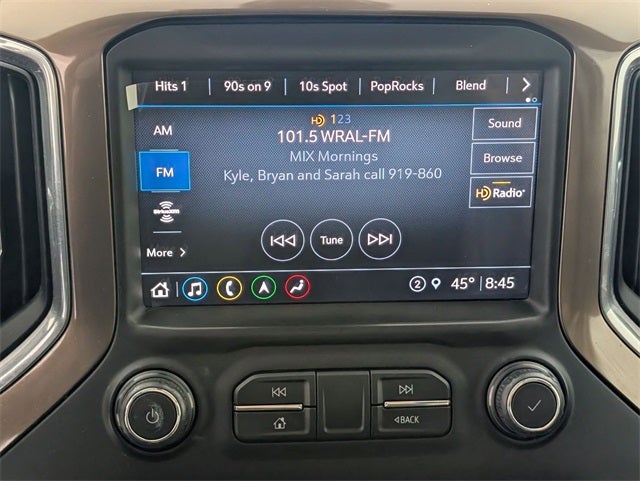 Hits 1 90s on 9 10s Spot PopRocks Blend
AM
HD 123
Sound
101.5 WRAL-FM
FM
MIX Mornings
Browse
Kyle, Bryan and Sarah call 919-860
HD Radio
SiriusXM
Tune
More
2 45° 8:45
BACK